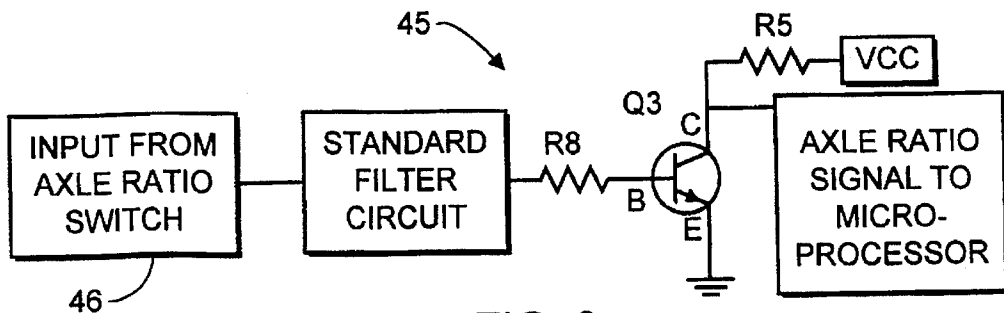 45
R5
VCC
Q3
C
INPUT FROM
AXLE RATIO
SWITCH
STANDARD
FILTER
CIRCUIT
R8
B
E
AXLE RATIO
SIGNAL TO
MICRO-
PROCESSOR
46